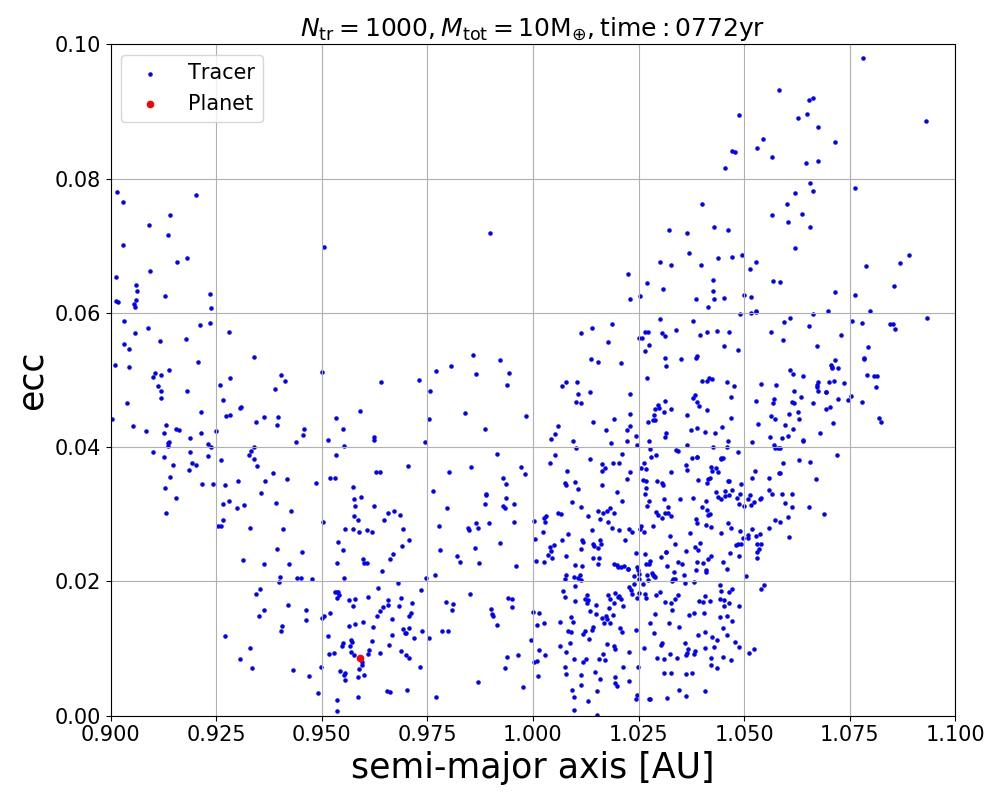 N_tr = 1000, M_tot = 10M_⊕, time : 0772yr
Tracer
Planet
0.10
0.08
0.06
0.04
0.02
0.00
ecc
0.900 0.925 0.950 0.975 1.000 1.025 1.050 1.075 1.100
semi-major axis [AU]